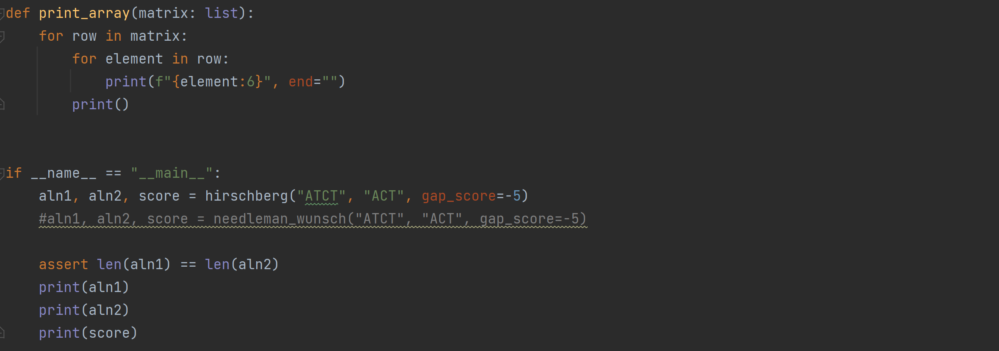 def print_array(matrix: list):
    for row in matrix:
        for element in row:
            print(f"{element:6}", end="")
        print()
if __name__ == "__main__":
    aln1, aln2, score = hirschberg("ATCT", "ACT", gap_score=-5)
    #aln1, aln2, score = needleman_wunsch("ATCT", "ACT", gap_score=-5)
    assert len(aln1) == len(aln2)
    print(aln1)
    print(aln2)
    print(score)